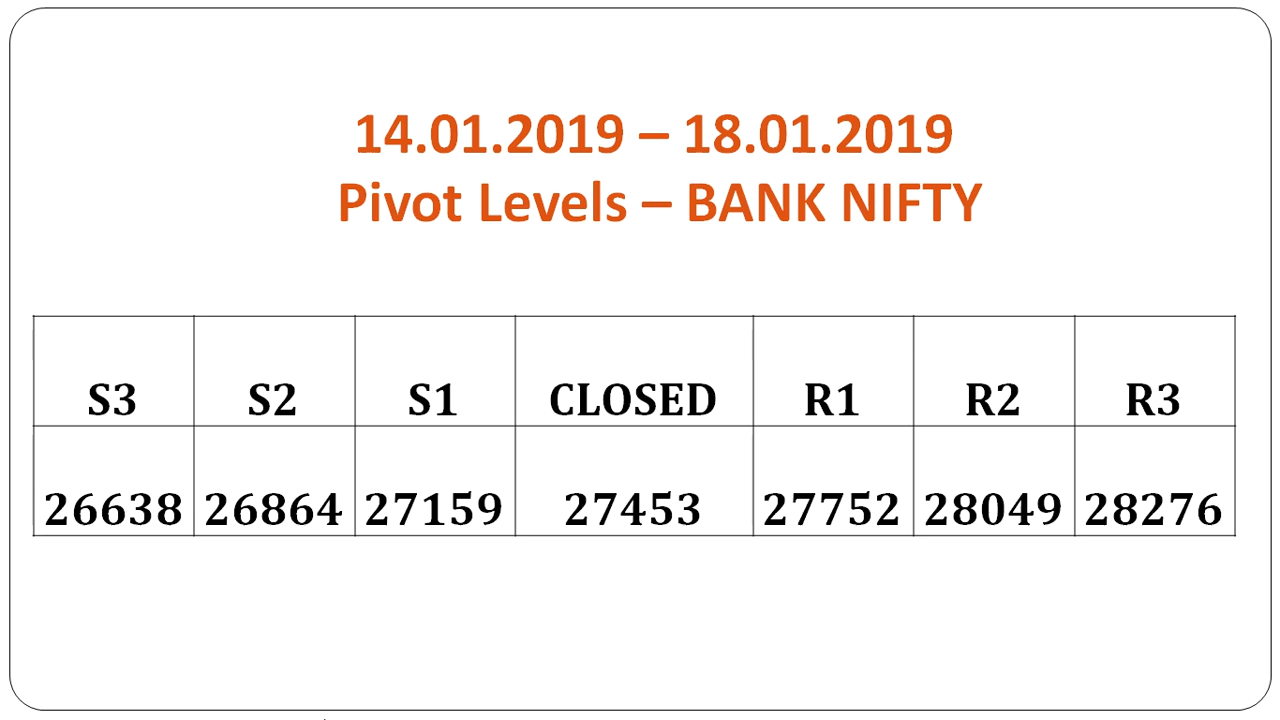 14.01.2019 – 18.01.2019
Pivot Levels – BANK NIFTY
S3 S2 S1 CLOSED R1 R2 R3
26638 26864 27159 27453 27752 28049 28276